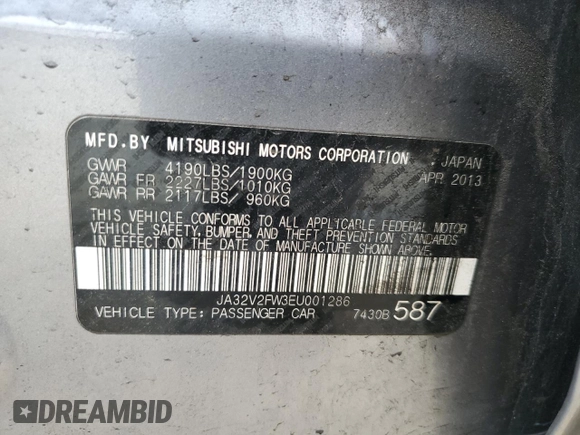 MFD.BY MITSUBISHI MOTORS CORPORATION : JAPAN
GVWR 4190LBS/1900KG APR 2013
GAWR FR 2227LBS/1010KG
GAWR RR 2117LBS/ 960KG
THIS VEHICLE CONFORMS TO ALL APPLICABLE FEDERAL MOTOR
VEHICLE SAFETY, BUMPER, AND THEFT PREVENTION STANDARDS
IN EFFECT ON THE DATE OF MANUFACTURE SHOWN ABOVE.
JA32V2FW3EU001286
VEHICLE TYPE: PASSENGER CAR 7430B 587
DREAMBID